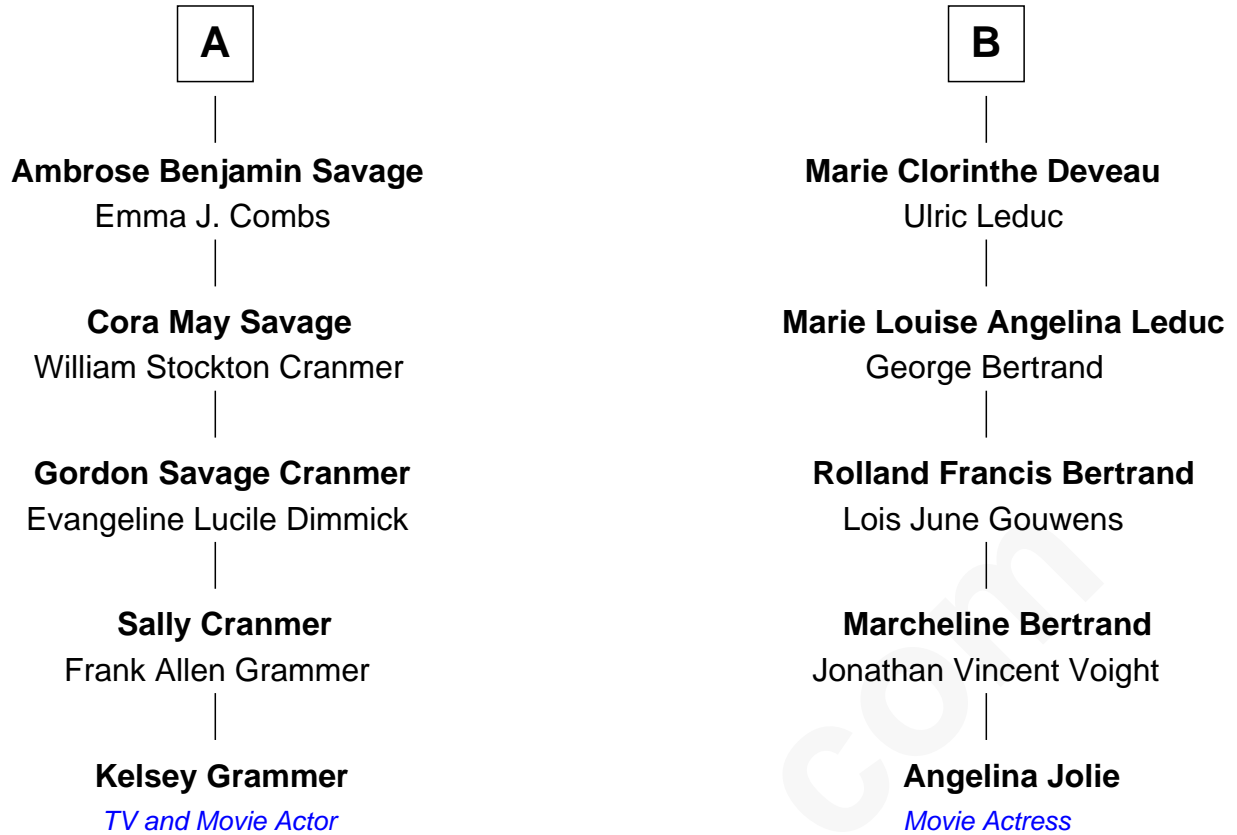 A
Ambrose Benjamin Savage
Emma J. Combs
Cora May Savage
William Stockton Cranmer
Gordon Savage Cranmer
Evangeline Lucile Dimmick
Sally Cranmer
Frank Allen Grammer
Kelsey Grammer
TV and Movie Actor
B
Marie Clorinthe Deveau
Ulric Leduc
Marie Louise Angelina Leduc
George Bertrand
Rolland Francis Bertrand
Lois June Gouwens
Marcheline Bertrand
Jonathan Vincent Voight
Angelina Jolie
Movie Actress
com